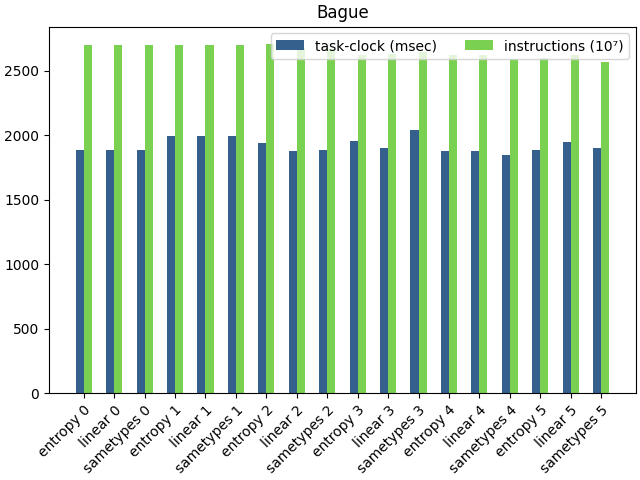 Bague
task-clock (msec)
instructions (10⁷)
2500
2000
1500
1000
500
0
entropy 0
linear 0
sametypes 0
entropy 1
linear 1
sametypes 1
entropy 2
linear 2
sametypes 2
entropy 3
linear 3
sametypes 3
entropy 4
linear 4
sametypes 4
entropy 5
linear 5
sametypes 5